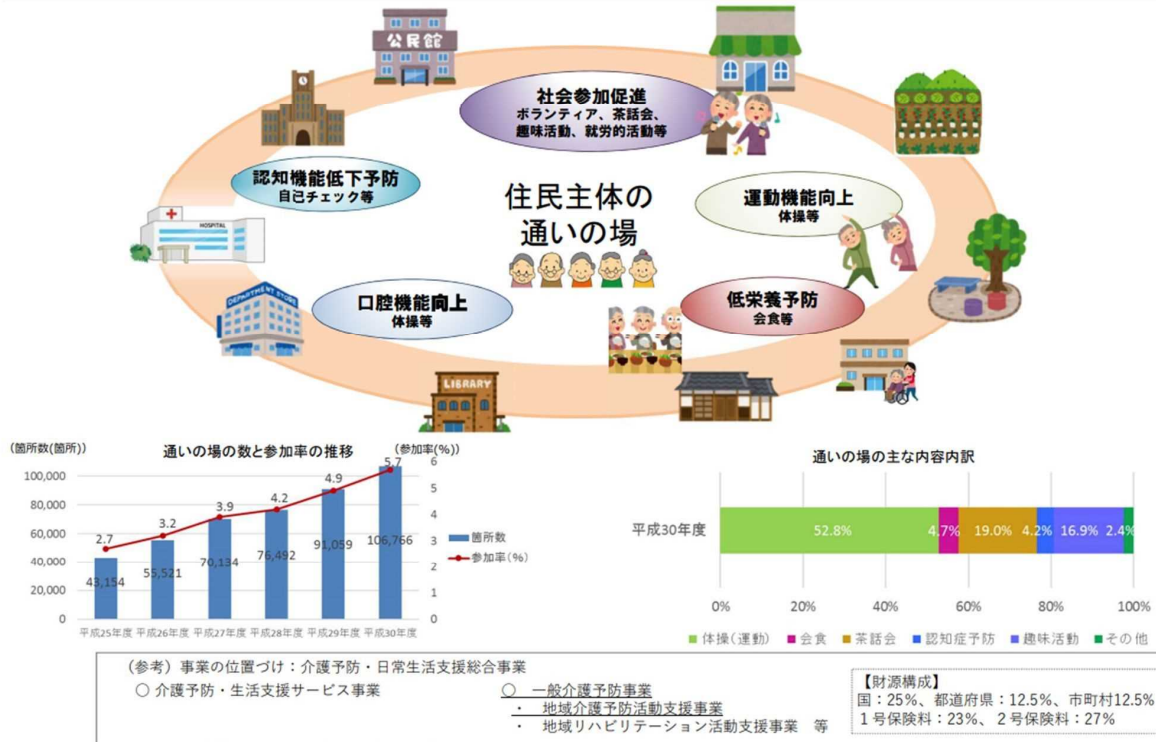 公民館
社会参加促進
ボランティア、茶話会、
趣味活動、就労的活動等
認知機能低下予防
自己チェック等
住民主体の
通いの場
運動機能向上
体操等
HOSPITAL
DEPARTMENT STORE
口腔機能向上
体操等
低栄養予防
会食等
LIBRARY
(箇所数(箇所))
通いの場の数と参加率の推移
(参加率(%))
100,000
80,000
60,000
40,000
20,000
0
6
5
4
3
2
1
0
2.7
3.2
3.9
4.2
4.9
5.7
43,154
55,521
70,134
76,492
91,059
106,766
平成25年度
平成26年度
平成27年度
平成28年度
平成29年度
平成30年度
箇所数
参加率(%)
通いの場の主な内容内訳
平成30年度
52.8%
4.7%
19.0%
4.2%
16.9%
2.4%
0%
20%
40%
60%
80%
100%
体操(運動)
会食
茶話会
認知症予防
趣味活動
その他
(参考) 事業の位置づけ:介護予防・日常生活支援総合事業
○ 介護予防・生活支援サービス事業
○ 一般介護予防事業
・ 地域介護予防活動支援事業
・ 地域リハビリテーション活動支援事業 等
【財源構成】
国:25%、都道府県:12.5%、市町村12.5%
1号保険料:23%、2号保険料:27%